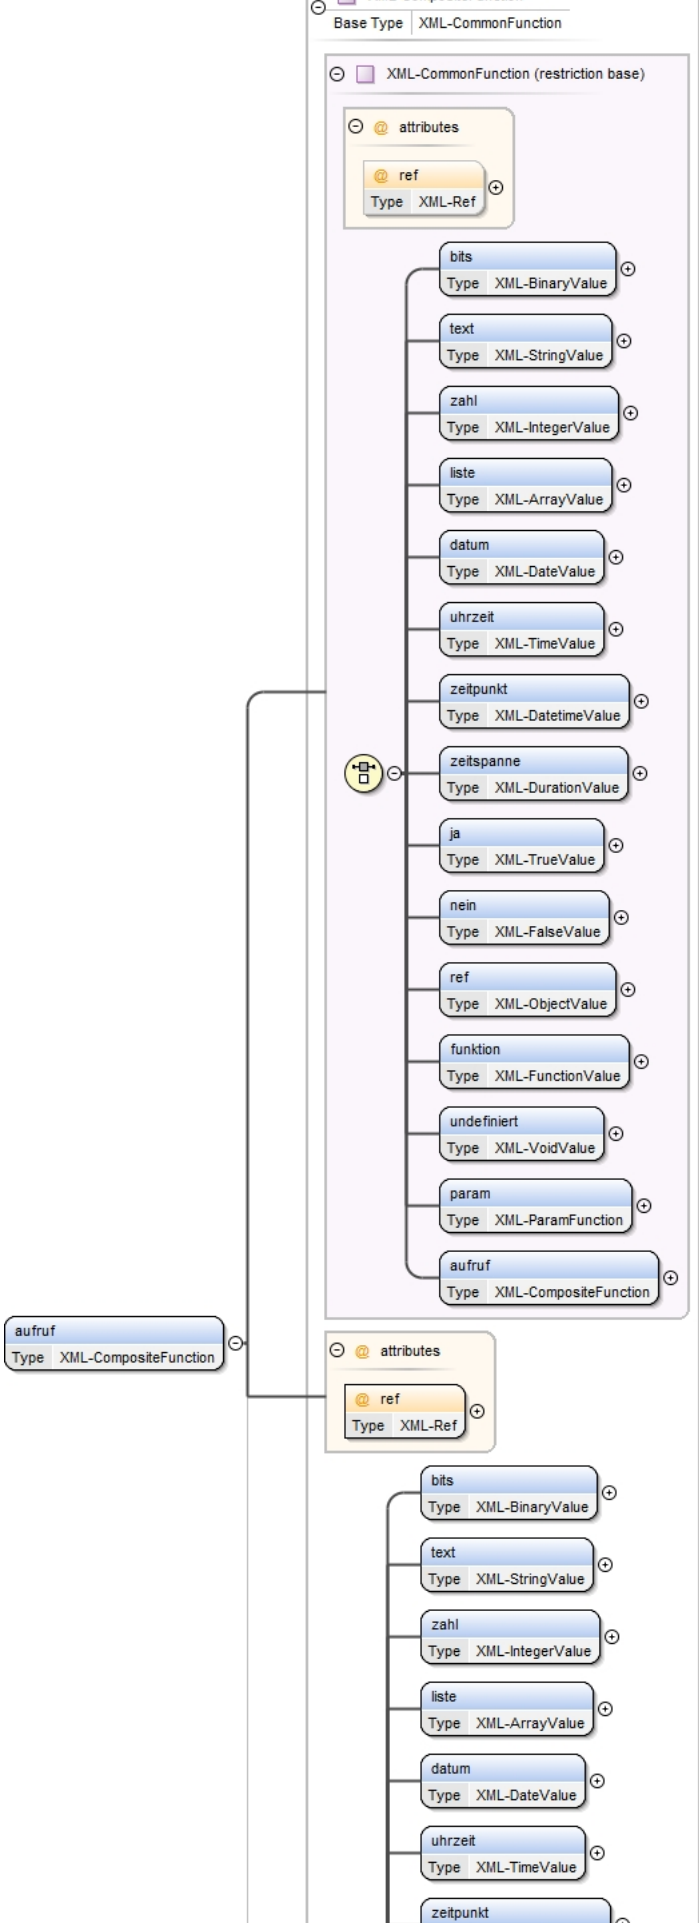 Base Type XML-CommonFunction
XML-CommonFunction (restriction base)
@ attributes
@ ref
Type XML-Ref
bits
Type XML-BinaryValue
text
Type XML-StringValue
zahl
Type XML-IntegerValue
liste
Type XML-ArrayValue
datum
Type XML-DateValue
uhrzeit
Type XML-TimeValue
zeitpunkt
Type XML-DatetimeValue
zeitspanne
Type XML-DurationValue
ja
Type XML-TrueValue
nein
Type XML-FalseValue
ref
Type XML-ObjectValue
funktion
Type XML-FunctionValue
undefiniert
Type XML-VoidValue
param
Type XML-ParamFunction
aufruf
Type XML-CompositeFunction
aufruf
Type XML-CompositeFunction
@ attributes
@ ref
Type XML-Ref
bits
Type XML-BinaryValue
text
Type XML-StringValue
zahl
Type XML-IntegerValue
liste
Type XML-ArrayValue
datum
Type XML-DateValue
uhrzeit
Type XML-TimeValue
zeitpunkt